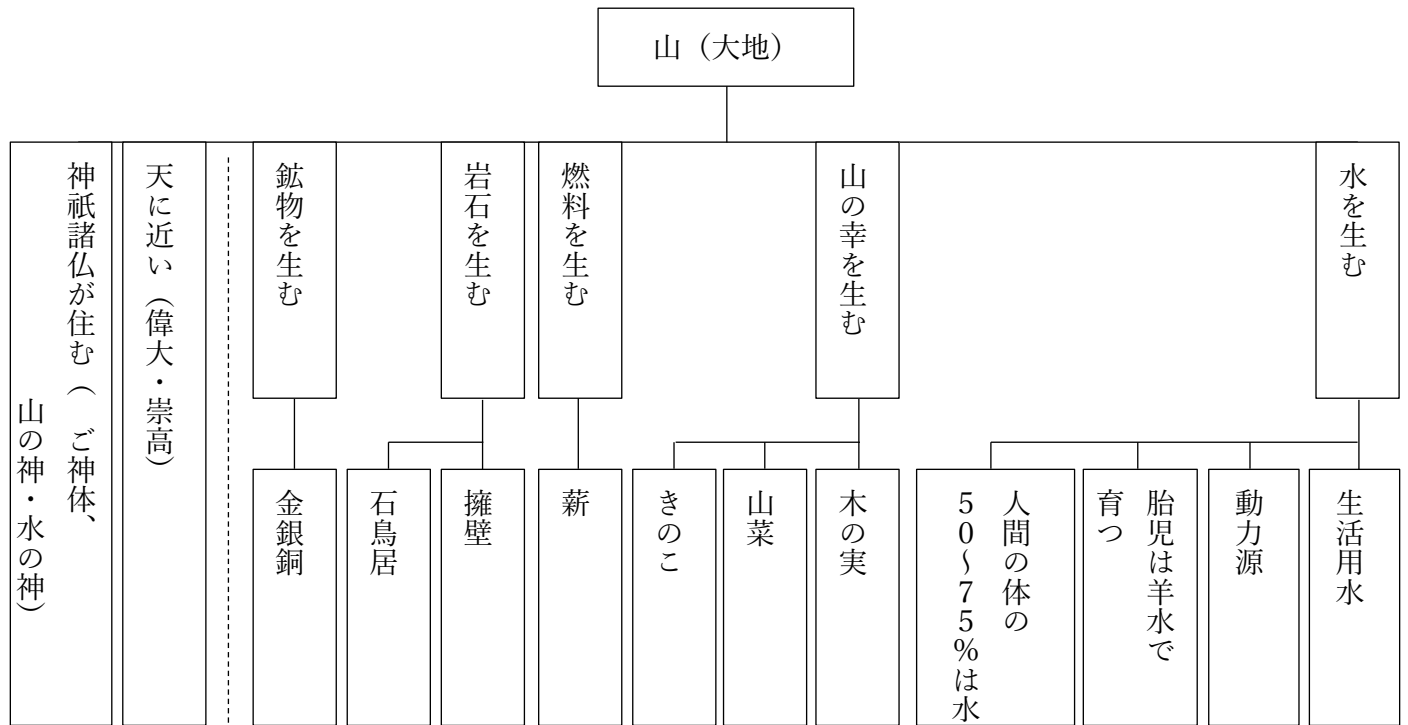 山（大地）
水を生む
山の幸を生む
燃料を生む
岩石を生む
鉱物を生む
天に近い（偉大・崇高）
神祇諸仏が住む（ ご神体、
山の神・水の神）
生活用水
動力源
胎児は羊水で
育つ
人間の体の
50～75%は水
木の実
山菜
きのこ
薪
擁壁
石鳥居
金銀銅